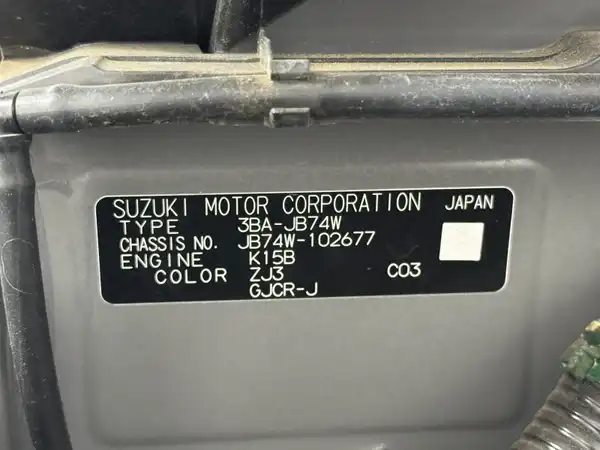 SUZUKI MOTOR CORPORATION JAPAN
TYPE 3BA-JB74W
CHASSIS NO. JB74W-102677
ENGINE K15B
COLOR ZJ3 C03
GJCR-J